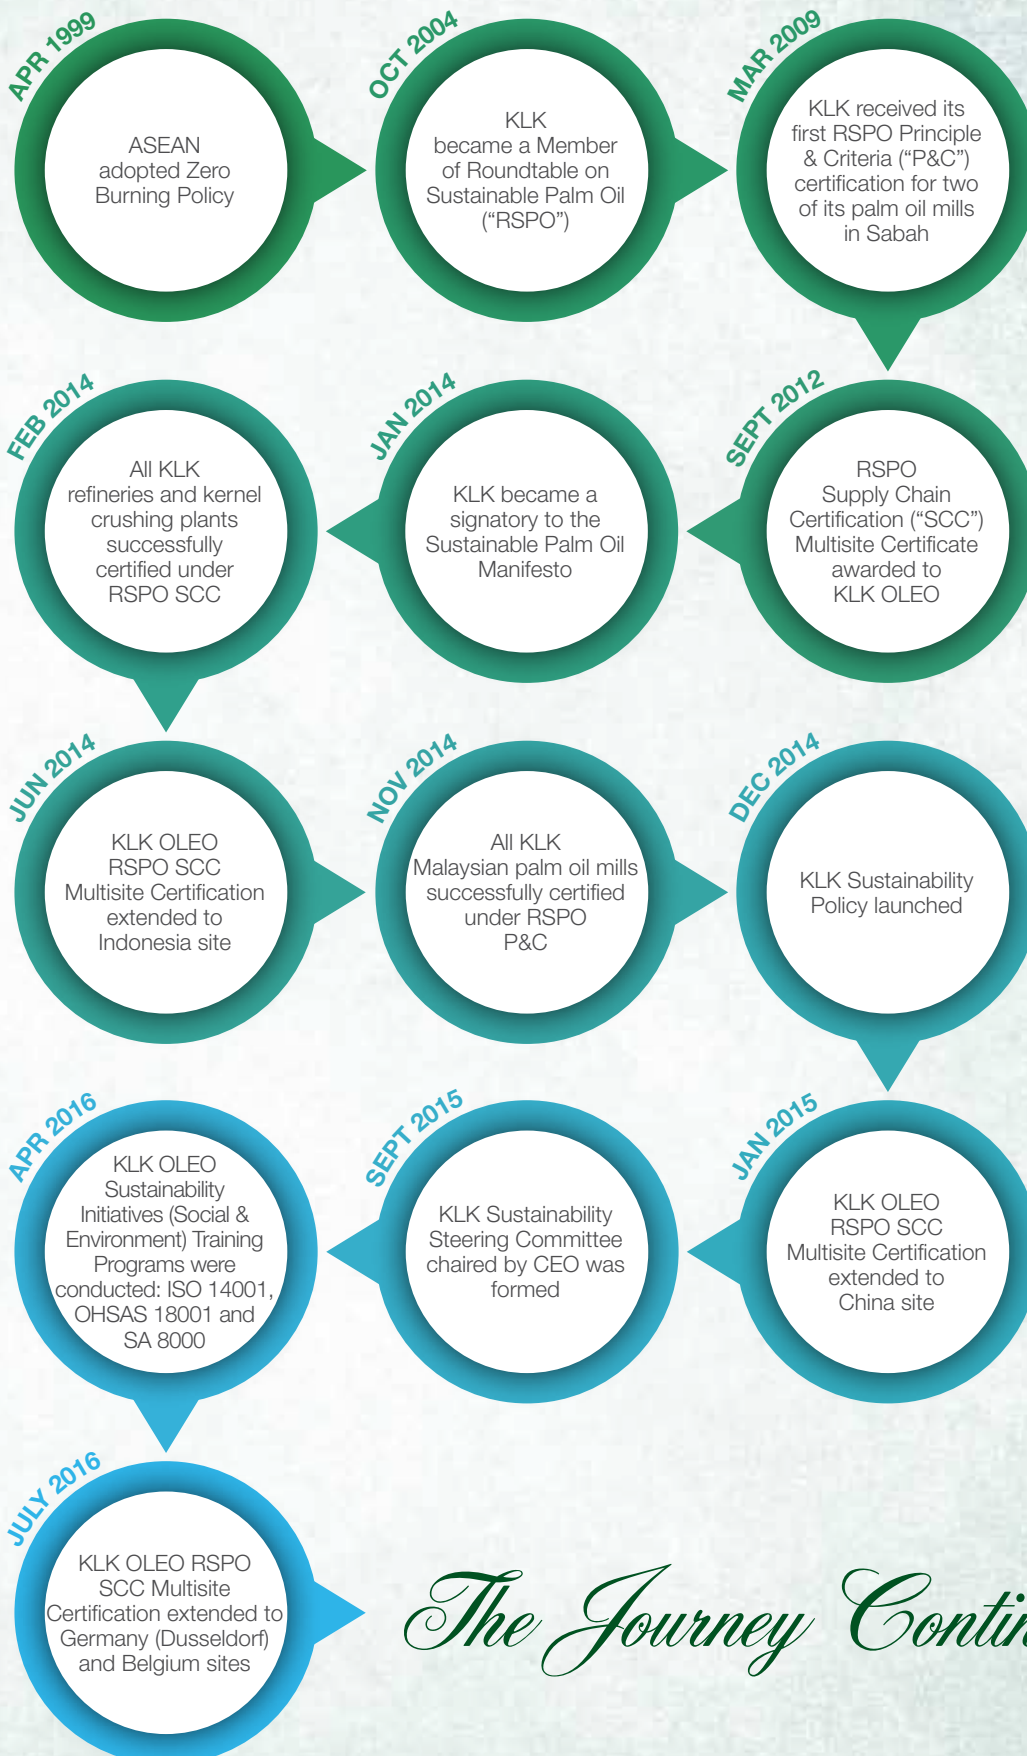 APR 1999
ASEAN
adopted Zero
Burning Policy
OCT 2004
KLK
became a Member
of Roundtable on
Sustainable Palm Oil
(“RSPO”)
MAR 2009
KLK received its
first RSPO Principle
& Criteria (“P&C”)
certification for two
of its palm oil mills
in Sabah
SEPT 2012
RSPO
Supply Chain
Certification (“SCC”)
Multisite Certificate
awarded to
KLK OLEO
JAN 2014
KLK became a
signatory to the
Sustainable Palm Oil
Manifesto
FEB 2014
All KLK
refineries and kernel
crushing plants
successfully
certified under
RSPO SCC
JUN 2014
KLK OLEO
RSPO SCC
Multisite Certification
extended to
Indonesia site
NOV 2014
All KLK
Malaysian palm oil mills
successfully certified
under RSPO
P&C
DEC 2014
KLK Sustainability
Policy launched
JAN 2015
KLK OLEO
RSPO SCC
Multisite Certification
extended to
China site
SEPT 2015
KLK Sustainability
Steering Committee
chaired by CEO was
formed
APR 2016
KLK OLEO
Sustainability
Initiatives (Social &
Environment) Training
Programs were
conducted: ISO 14001,
OHSAS 18001 and
SA 8000
JULY 2016
KLK OLEO RSPO
SCC Multisite
Certification extended to
Germany (Dusseldorf)
and Belgium sites
The Journey